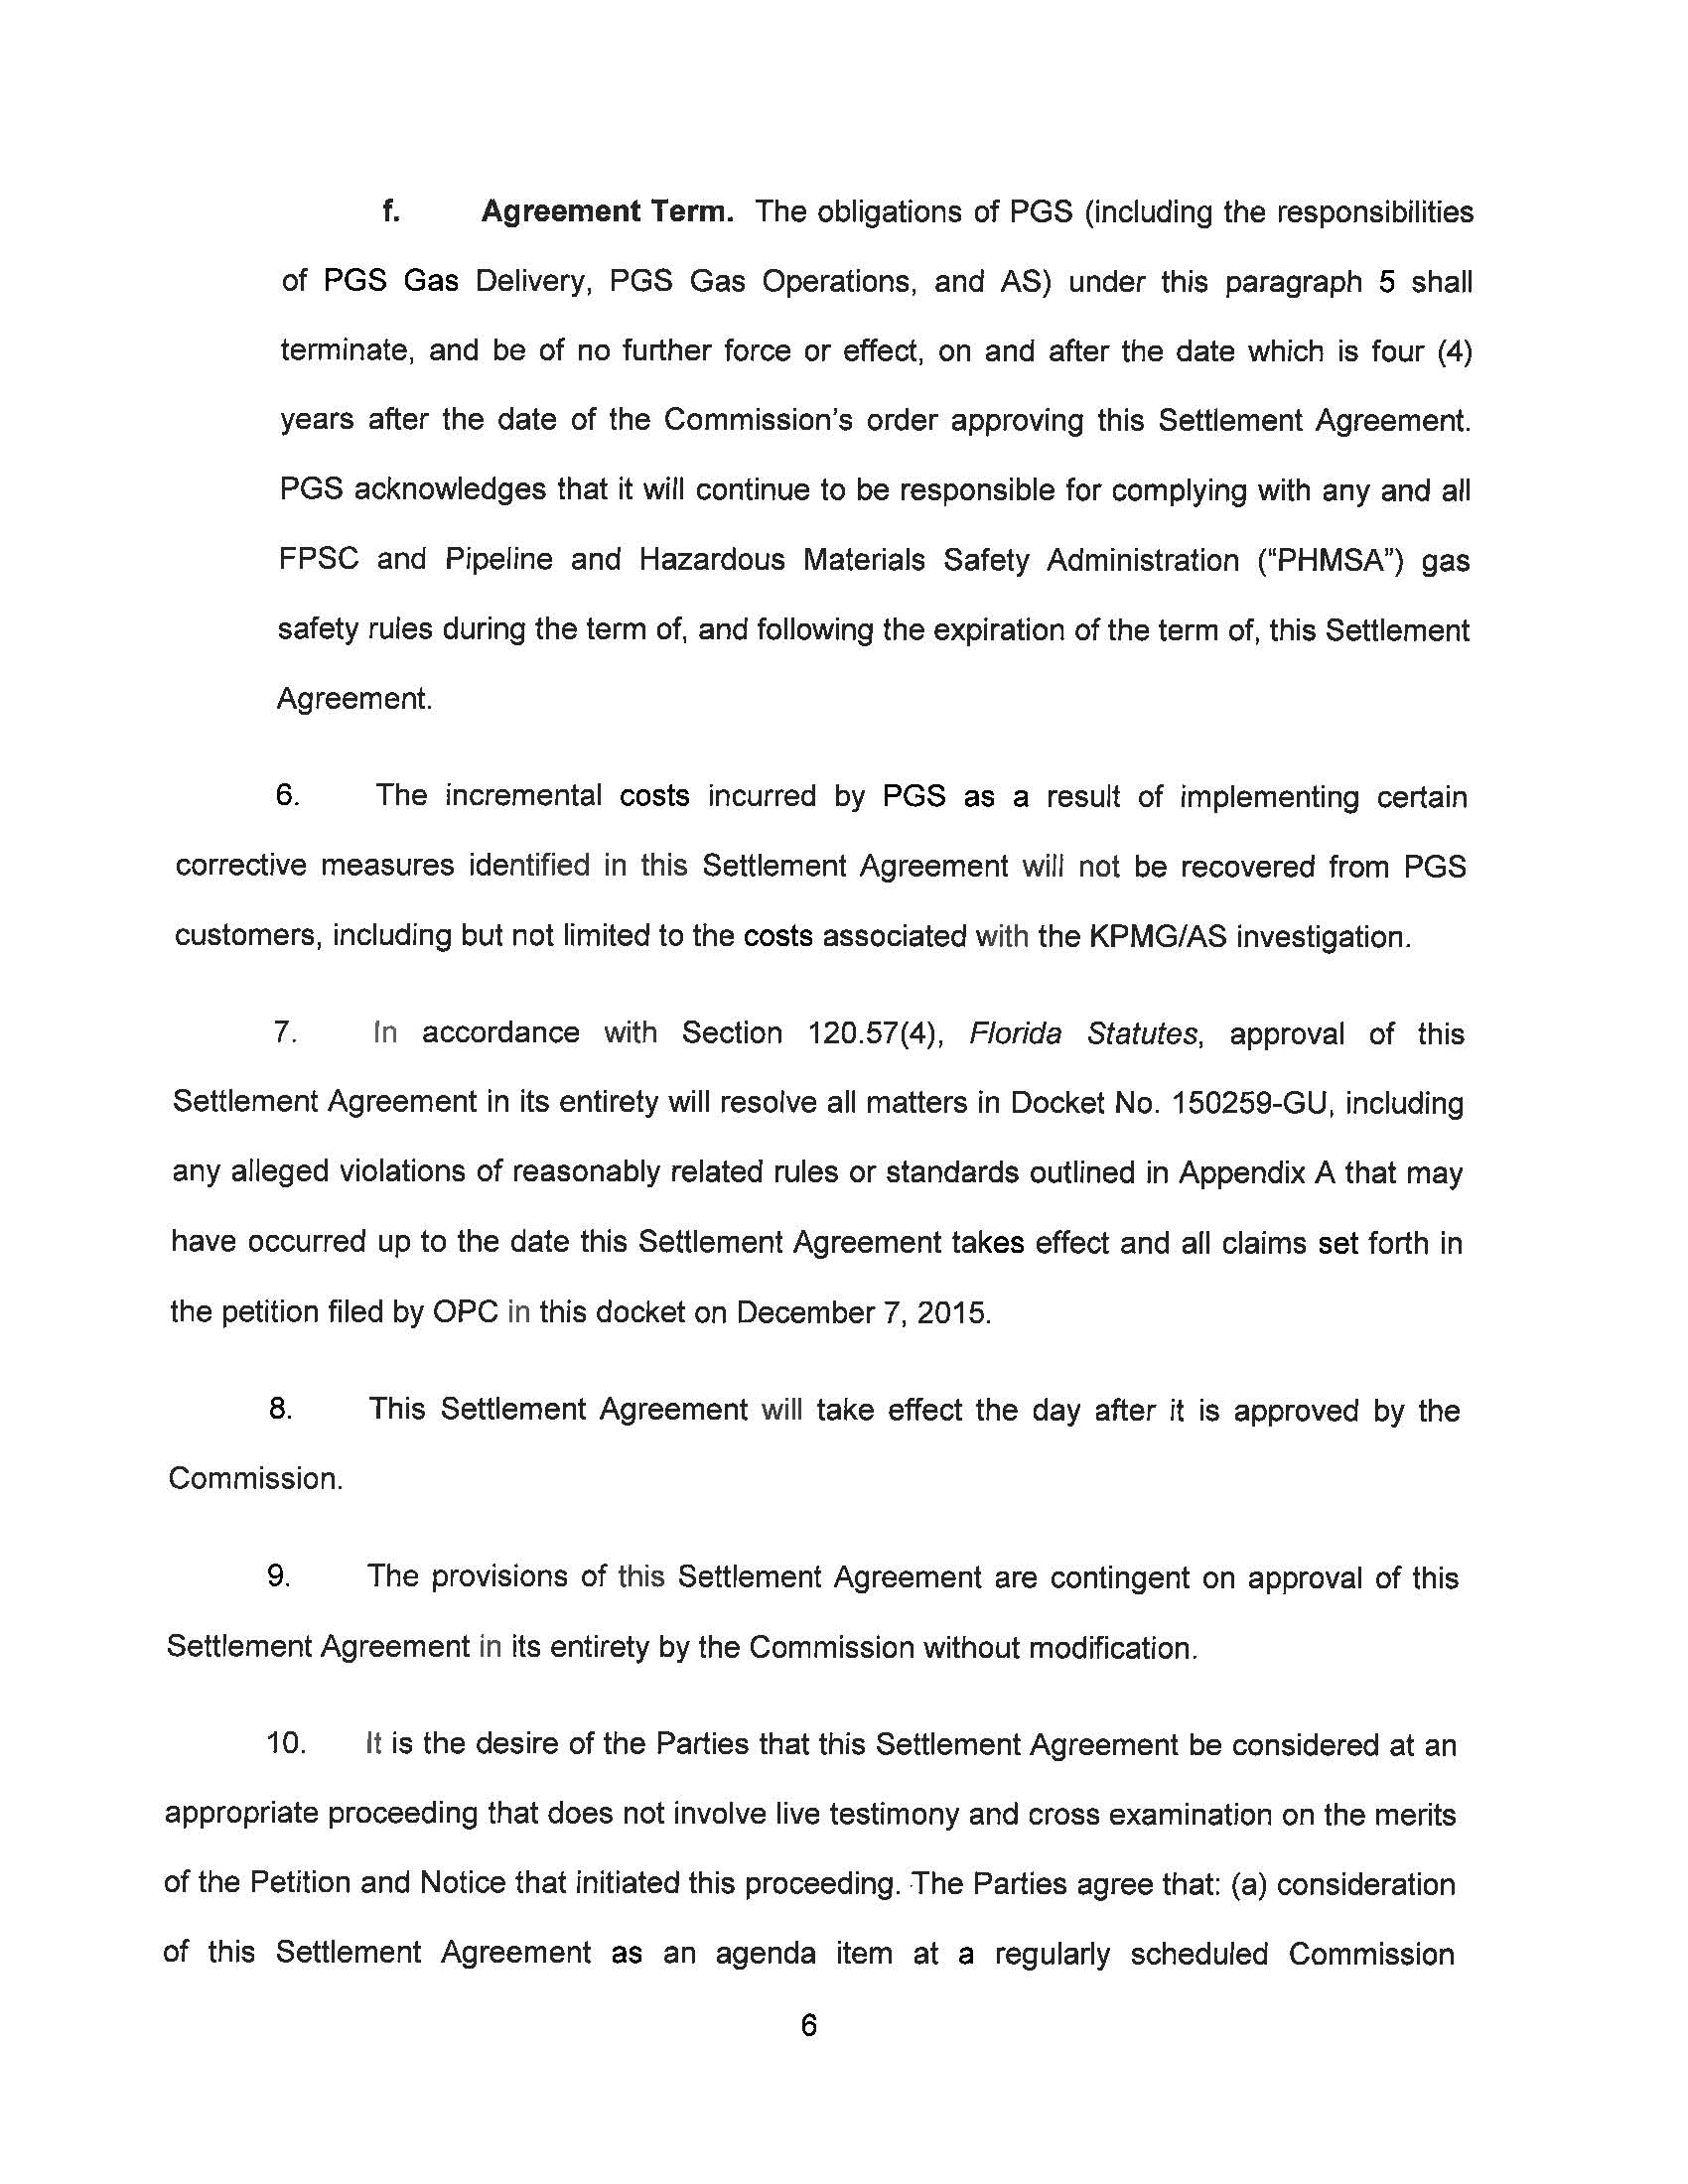 f. Agreement Term. The obligations of PGS (including the responsibilities
of PGS Gas Delivery, PGS Gas Operations, and AS) under this paragraph 5 shall
terminate, and be of no further force or effect, on and after the date which is four (4)
years after the date of the Commission's order approving this Settlement Agreement.
PGS acknowledges that it will continue to be responsible for complying with any and all
FPSC and Pipeline and Hazardous Materials Safety Administration ("PHMSA") gas
safety rules during the term of, and following the expiration of the term of, this Settlement
Agreement.
6. The incremental costs incurred by PGS as a result of implementing certain
corrective measures identified in this Settlement Agreement will not be recovered from PGS
customers, including but not limited to the costs associated with the KPMG/AS investigation.
7. In accordance with Section 120.57(4), Florida Statutes, approval of this
Settlement Agreement in its entirety will resolve all matters in Docket No. 150259-GU, including
any alleged violations of reasonably related rules or standards outlined in Appendix A that may
have occurred up to the date this Settlement Agreement takes effect and all claims set forth in
the petition filed by OPC in this docket on December 7, 2015.
8. This Settlement Agreement will take effect the day after it is approved by the
Commission.
9. The provisions of this Settlement Agreement are contingent on approval of this
Settlement Agreement in its entirety by the Commission without modification.
10. It is the desire of the Parties that this Settlement Agreement be considered at an
appropriate proceeding that does not involve live testimony and cross examination on the merits
of the Petition and Notice that initiated this proceeding. The Parties agree that: (a) consideration
of this Settlement Agreement as an agenda item at a regularly scheduled Commission
6